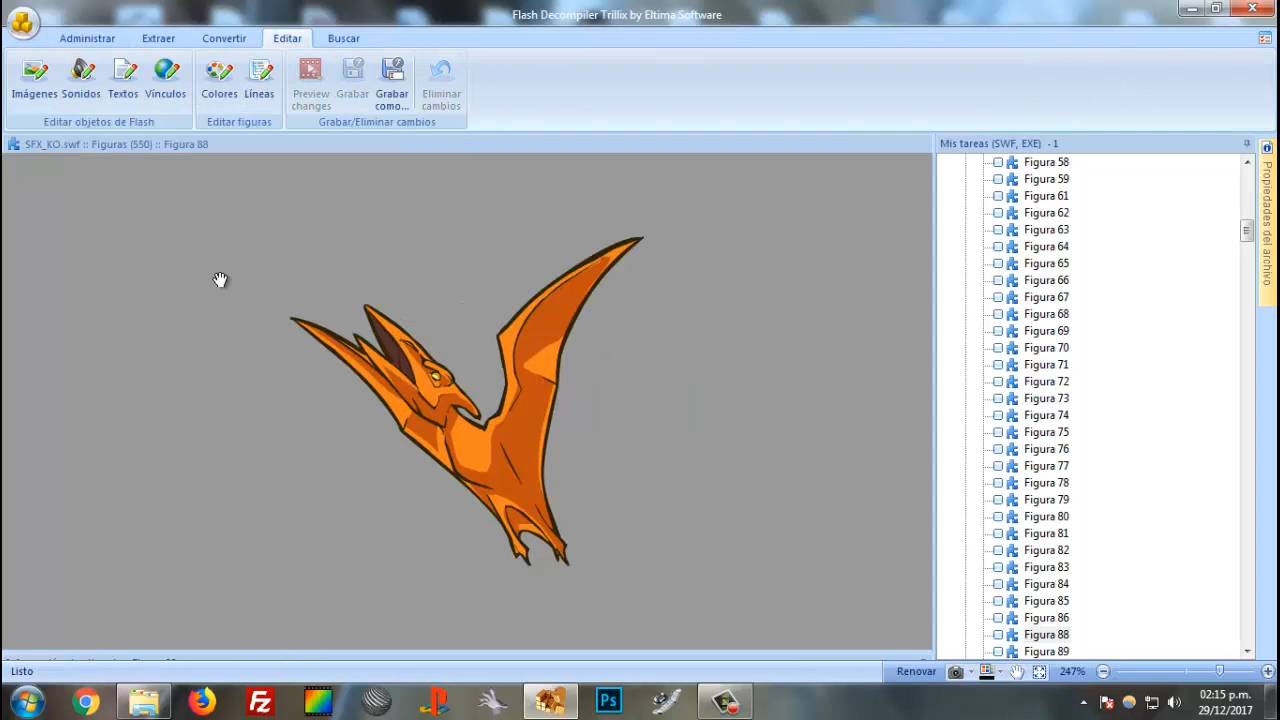 Flash Decompiler Trillix by Eltima Software
Administrar Extraer Convertir Editar Buscar
Imágenes Sonidos Textos Vínculos Colores Líneas Preview changes Grabar Grabar como... Eliminar cambios
Editar objetos de Flash Editar figuras Grabar/Eliminar cambios
SFX_KO.swf :: Figuras (550) :: Figura 88
Mis tareas (SWF, EXE) - 1
Figura 58
Figura 59
Figura 61
Figura 62
Figura 63
Figura 64
Figura 65
Figura 66
Figura 67
Figura 68
Figura 69
Figura 70
Figura 71
Figura 72
Figura 73
Figura 74
Figura 75
Figura 76
Figura 77
Figura 78
Figura 79
Figura 80
Figura 81
Figura 82
Figura 83
Figura 84
Figura 85
Figura 86
Figura 88
Figura 89
Propiedades del archivo
Listo
Renovar 247%
Fz
Ps
02:15 p.m.
29/12/2017